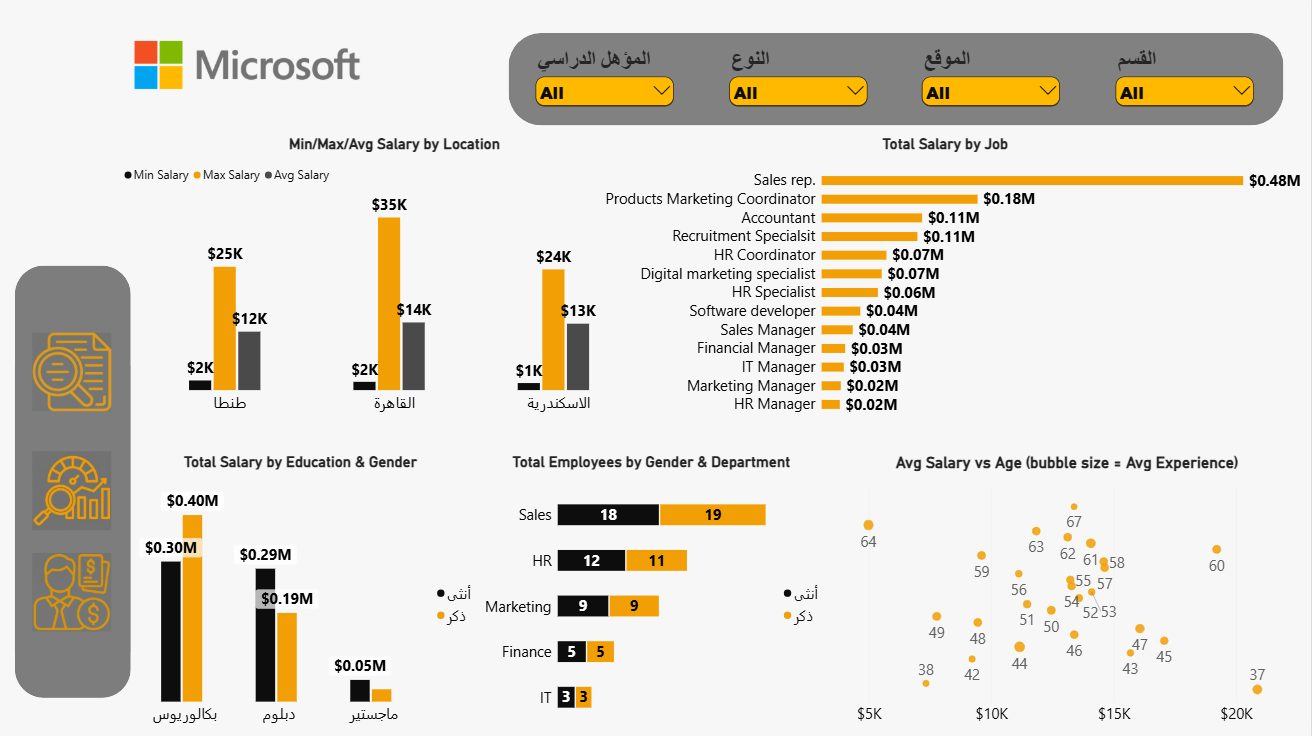 Microsoft
المؤهل الدراسي
النوع
الموقع
القسم
All
All
All
All
Min/Max/Avg Salary by Location
Min Salary Max Salary Avg Salary
$2K
$25K
$12K
طنطا
$2K
$35K
$14K
القاهرة
$1K
$24K
$13K
الاسكندرية
Total Salary by Job
Sales rep. $0.48M
Products Marketing Coordinator $0.18M
Accountant $0.11M
Recruitment Specialsit $0.11M
HR Coordinator $0.07M
Digital marketing specialist $0.07M
HR Specialist $0.06M
Software developer $0.04M
Sales Manager $0.04M
Financial Manager $0.03M
IT Manager $0.03M
Marketing Manager $0.02M
HR Manager $0.02M
Total Salary by Education & Gender
$0.30M
$0.40M
بكالوريوس
$0.29M
$0.19M
دبلوم
$0.05M
ماجستير
أنثى
ذكر
Total Employees by Gender & Department
Sales 18 19
HR 12 11
Marketing 9 9
Finance 5 5
IT 3 3
أنثى
ذكر
Avg Salary vs Age (bubble size = Avg Experience)
67
64
63
62
61
60
59
58
57
56
55
54
53
52
51
50
49
48
47
46
45
44
43
42
38
37
$5K
$10K
$15K
$20K